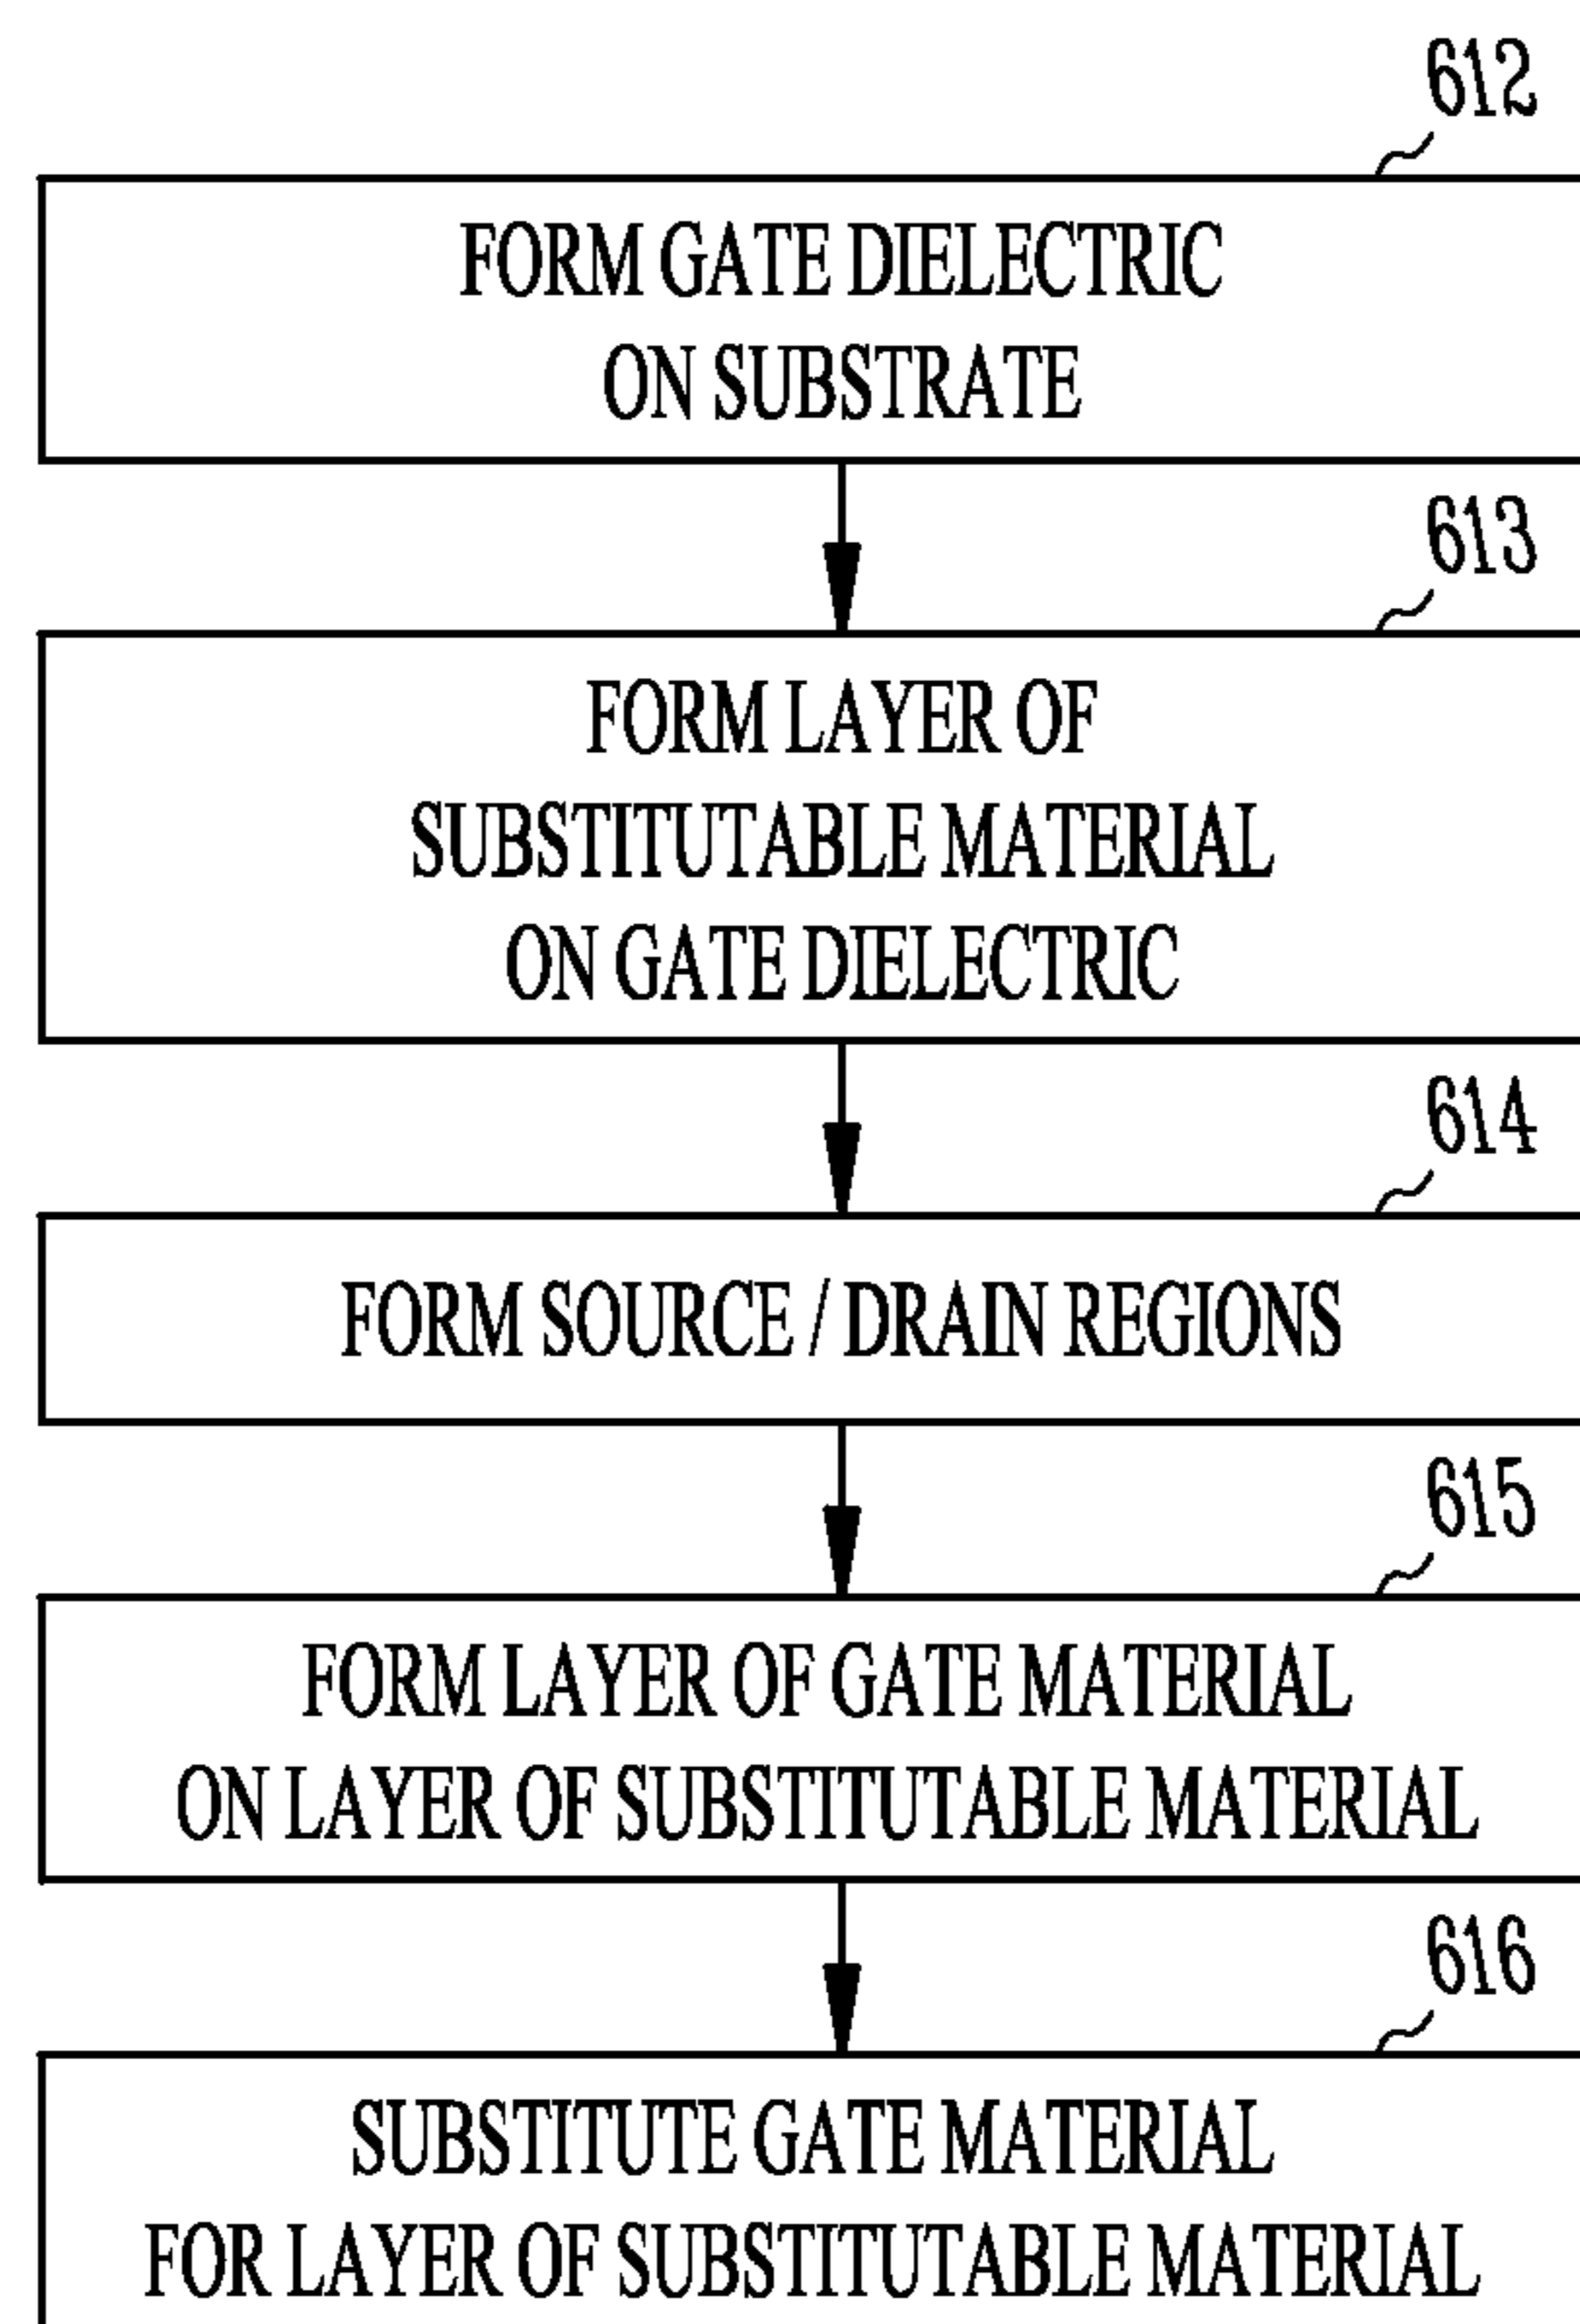 612
FORM GATE DIELECTRIC
ON SUBSTRATE
613
FORM LAYER OF
SUBSTITUTABLE MATERIAL
ON GATE DIELECTRIC
614
FORM SOURCE / DRAIN REGIONS
615
FORM LAYER OF GATE MATERIAL
ON LAYER OF SUBSTITUTABLE MATERIAL
616
SUBSTITUTE GATE MATERIAL
FOR LAYER OF SUBSTITUTABLE MATERIAL